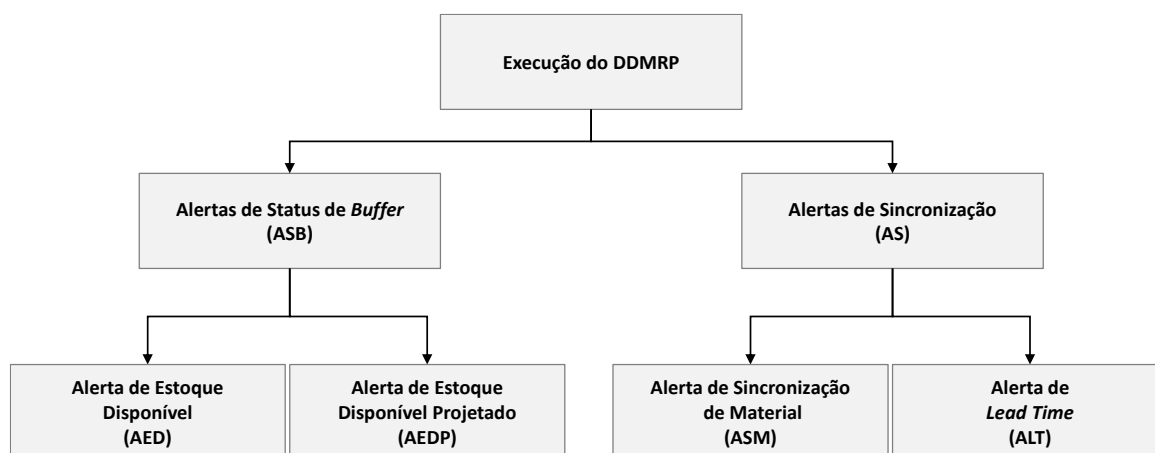 Execução do DDMRP
Alertas de Status de Buffer
(ASB)
Alertas de Sincronização
(AS)
Alerta de Estoque
Disponível
(AED)
Alerta de Estoque
Disponível Projetado
(AEDP)
Alerta de Sincronização
de Material
(ASM)
Alerta de
Lead Time
(ALT)